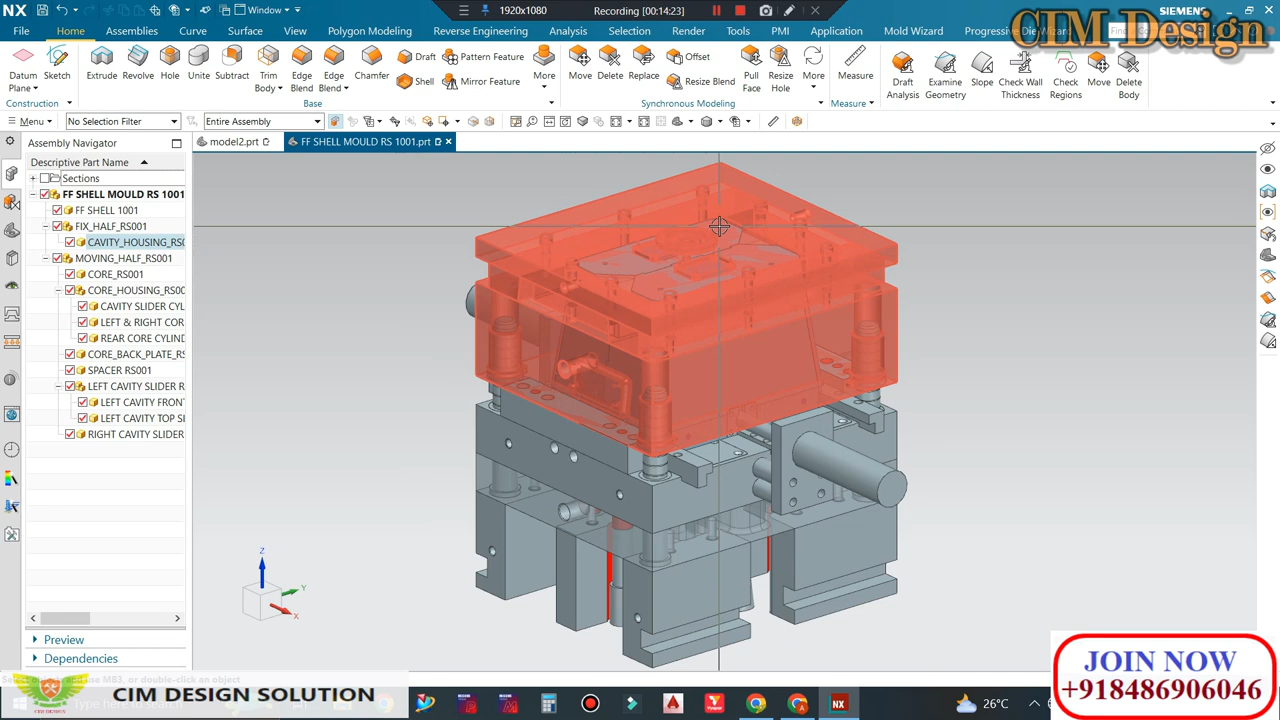 NX
Window
1920x1080
Recording [00:14:23]
SIEMENS
CIM Design
File
Home
Assemblies
Curve
Surface
View
Polygon Modeling
Reverse Engineering
Analysis
Selection
Render
Tools
PMI
Application
Mold Wizard
Progressive Die Wizard
Datum Plane
Sketch
Extrude
Revolve
Hole
Unite
Subtract
Trim Body
Edge Blend
Edge Blend
Chamfer
Draft
Shell
Pattern Feature
Mirror Feature
More
Move
Delete
Replace
Offset
Resize Blend
Pull Face
Resize Hole
More
Measure
Draft Analysis
Examine Geometry
Slope
Check Wall Thickness
Check Regions
Move
Delete Body
Construction
Base
Synchronous Modeling
Measure
Menu
No Selection Filter
Entire Assembly
Assembly Navigator
model2.prt
FF SHELL MOULD RS 1001.prt
Descriptive Part Name
Sections
FF SHELL MOULD RS 1001
FF SHELL 1001
FIX_HALF_RS001
CAVITY_HOUSING_RS0
MOVING_HALF_RS001
CORE_RS001
CORE_HOUSING_RS00
CAVITY SLIDER CYL
LEFT & RIGHT COR
REAR CORE CYLIND
CORE_BACK_PLATE_RS
SPACER RS001
LEFT CAVITY SLIDER R
LEFT CAVITY FRON
LEFT CAVITY TOP SL
RIGHT CAVITY SLIDER
Z
Y
X
Preview
Dependencies
CIM DESIGN SOLUTION
26°C
JOIN NOW
+918486906046